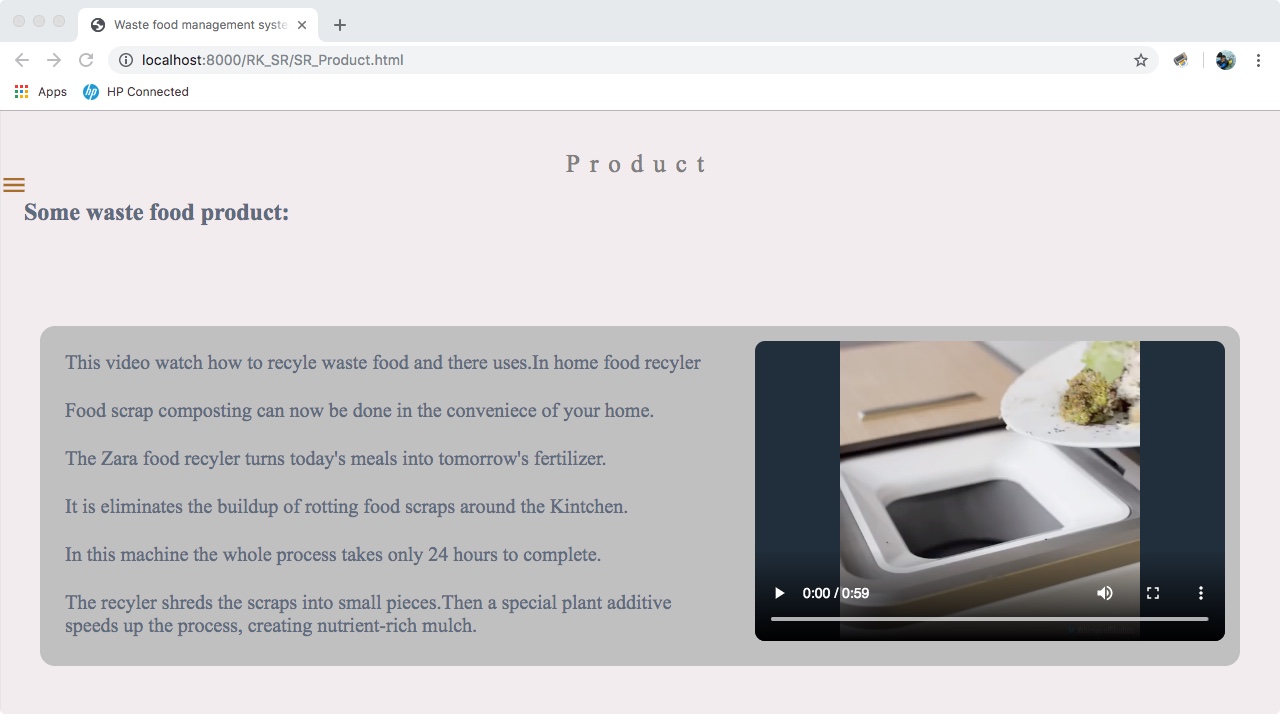 Waste food management syste
localhost:8000/RK_SR/SR_Product.html
Apps
HP Connected
Product
Some waste food product:
This video watch how to recyle waste food and there uses.In home food recyler
Food scrap composting can now be done in the conveniece of your home.
The Zara food recyler turns today's meals into tomorrow's fertilizer.
It is eliminates the buildup of rotting food scraps around the Kintchen.
In this machine the whole process takes only 24 hours to complete.
The recyler shreds the scraps into small pieces.Then a special plant additive
speeds up the process, creating nutrient-rich mulch.
0:00 / 0:59